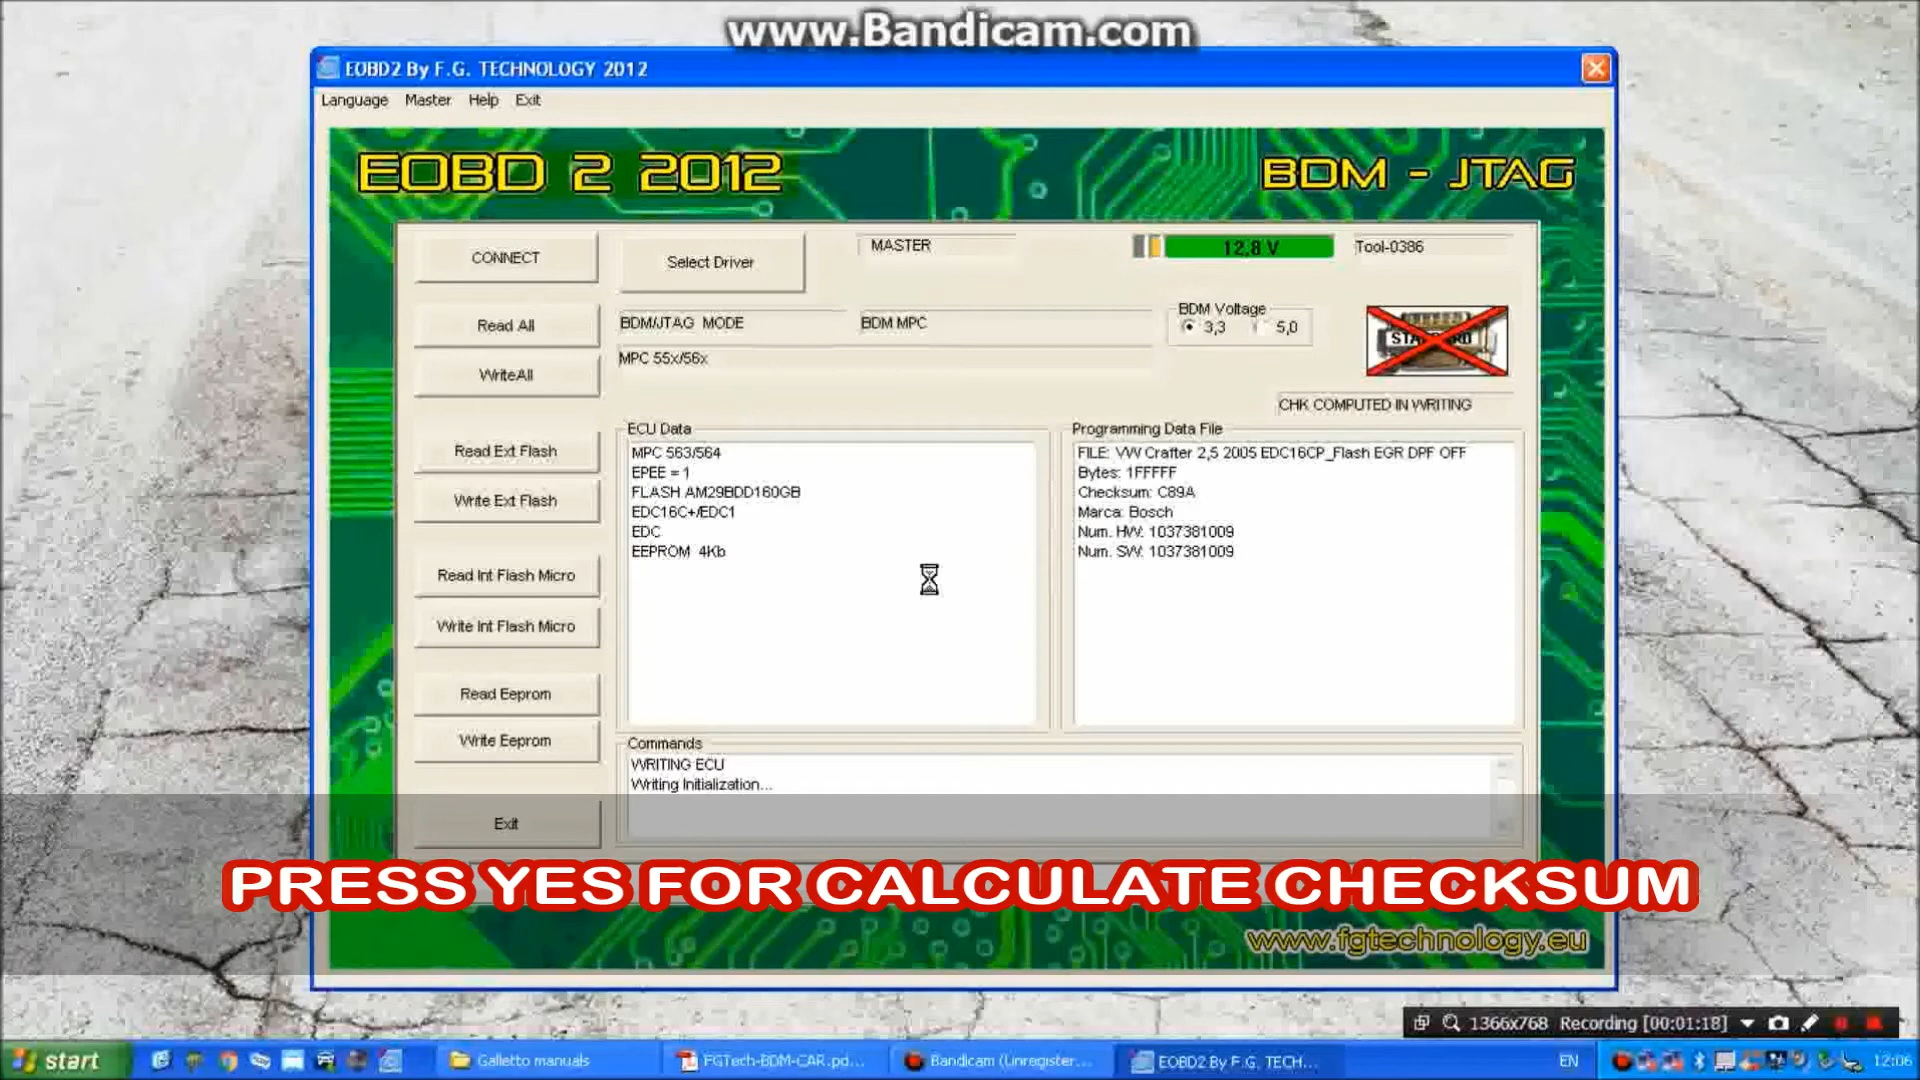 www.Bandicam.com
EOBD2 By F.G. TECHNOLOGY 2012
Language Master Help Exit
EOBD 2 2012
BDM - JTAG
CONNECT
Select Driver
MASTER
12,8 V
Tool-0386
Read All
BDM/JTAG MODE
BDM MPC
BDM Voltage
3,3 5,0
WriteAll
MPC 55x/56x
CHK COMPUTED IN WRITING
Read Ext Flash
Write Ext Flash
Read Int Flash Micro
Write Int Flash Micro
Read Eeprom
Write Eeprom
Exit
ECU Data
MPC 563/564
EPEE = 1
FLASH AM29BDD160GB
EDC16C+/EDC1
EDC
EEPROM 4Kb
Programming Data File
FILE: VW Crafter 2,5 2005 EDC16CP_Flash EGR DPF OFF
Bytes: 1FFFFF
Checksum: C89A
Marca: Bosch
Num. HW: 1037381009
Num. SW: 1037381009
Commands
WRITING ECU
Writing Initialization...
PRESS YES FOR CALCULATE CHECKSUM
www.fgtechnology.eu
1366x768 Recording [00:01:18]
start
Galletto manuals
FGTech-BDM-CAR.pd...
Bandicam (Unregister...
EOBD2 By F.G. TECH...
EN
12:06